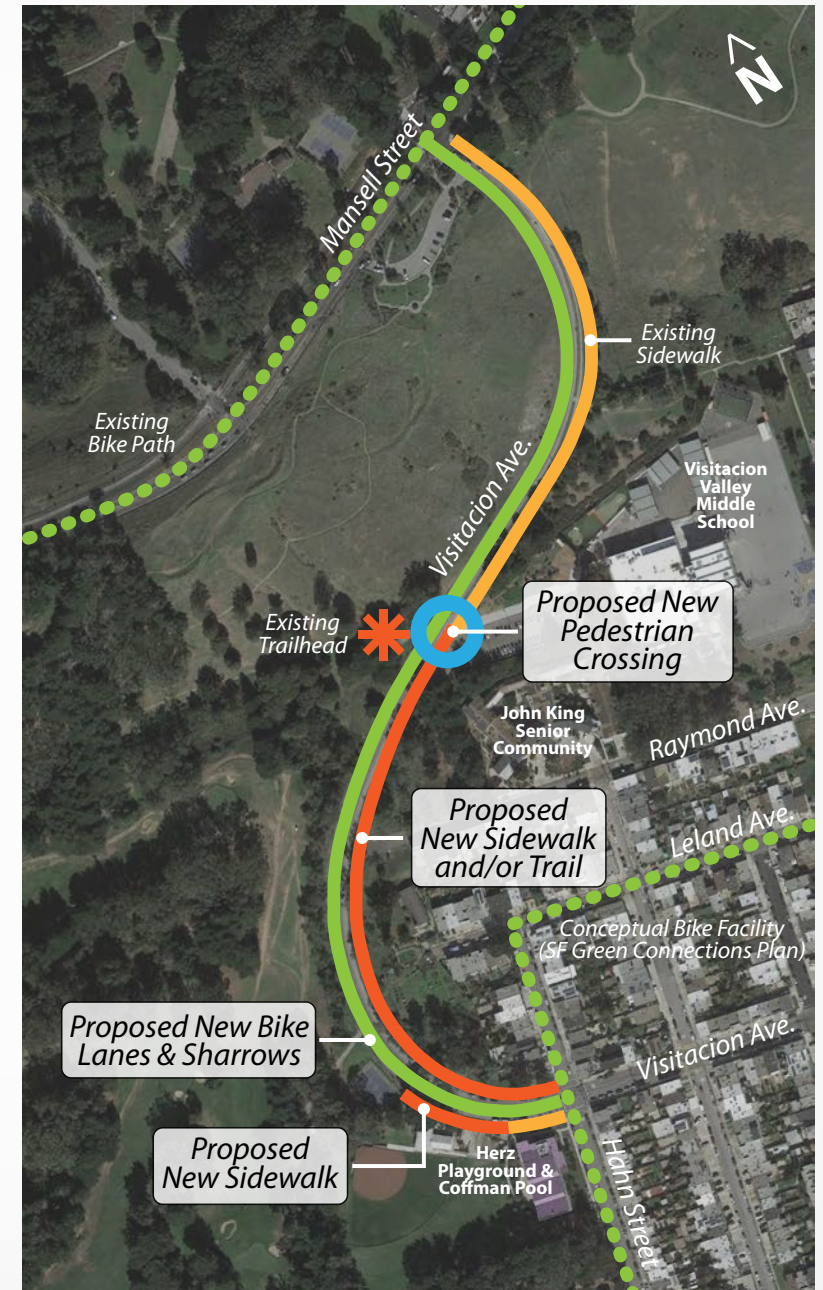 N
Mansell Street
Existing
Sidewalk
Existing
Bike Path
Visitacion
Valley
Middle
School
Visitacion Ave.
Proposed New
Pedestrian
Crossing
Existing
Trailhead
John King
Senior
Community
Raymond Ave.
Proposed
New Sidewalk
and/or Trail
Leland Ave.
Conceptual Bike Facility
(SF Green Connections Plan)
Proposed New Bike
Lanes & Sharrows
Visitacion Ave.
Proposed
New Sidewalk
Herz
Playground &
Coffman Pool
Hahn Street